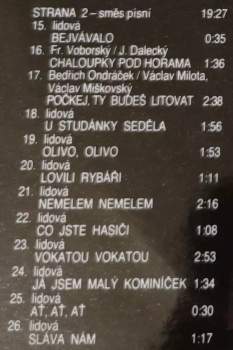 STRANA 2 – směs písní 19:27
15. lidová
BEJVÁVALO 0:35
16. Fr. Voborský / J. Dalecký
CHALOUPKY POD HORAMA 1:36
17. Bedřich Ondráček / Václav Milota,
Václav Miškovský
POČKEJ, TY BUDEŠ LITOVAT 2:38
18. lidová
U STUDÁNKY SEDĚLA 1:56
19. lidová
OLIVO, OLIVO 1:53
20. lidová
LOVILI RYBÁŘI 1:11
21. lidová
NEMELEM NEMELEM 2:16
22. lidová
CO JSTE HASIČI 1:08
23. lidová
VOKATOU VOKATOU 2:53
24. lidová
JÁ JSEM MALÝ KOMINÍČEK 1:34
25. lidová
AŤ, AŤ, AŤ 0:30
26. lidová
SLÁVA NÁM 1:17